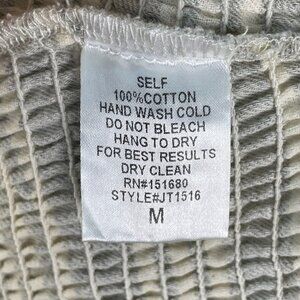 SELF
100%COTTON
HAND WASH COLD
DO NOT BLEACH
HANG TO DRY
FOR BEST RESULTS
DRY CLEAN
RN#151680
STYLE#JT1516
M